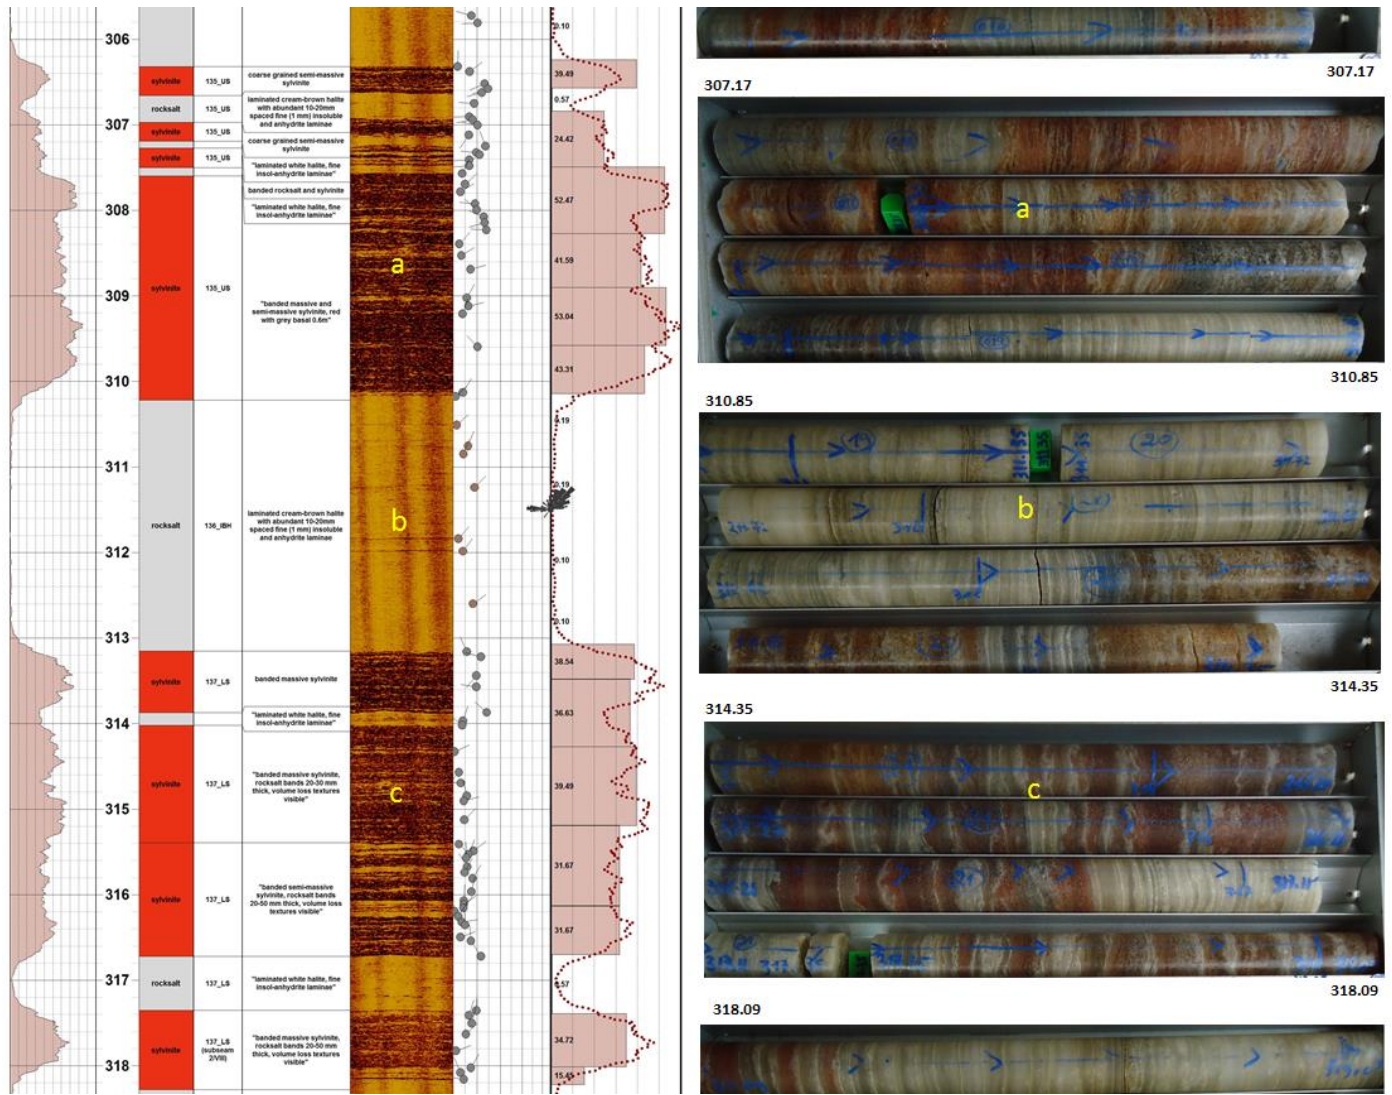 306
307
308
309
310
311
312
313
314
315
316
317
318
sylvinite
135_US
coarse grained semi-massive
sylvinite
rocksalt
135_US
laminated cream-brown halite
with abundant 10-20mm
spaced fine (1 mm) insoluble
and anhydrite laminae
sylvinite
135_US
coarse grained semi-massive
sylvinite
sylvinite
135_US
"laminated white halite, fine
insol-anhydrite laminae"
banded rocksalt and sylvinite
"laminated white halite, fine
insol-anhydrite laminae"
sylvinite
135_US
"banded massive and
semi-massive sylvinite, red
with grey basal 0.6m"
rocksalt
136_IBH
laminated cream-brown halite
with abundant 10-20mm
spaced fine (1 mm) insoluble
and anhydrite laminae
sylvinite
137_LS
banded massive sylvinite
"laminated white halite, fine
insol-anhydrite laminae"
sylvinite
137_LS
"banded massive sylvinite,
rocksalt bands 20-30 mm
thick, volume loss textures
visible"
sylvinite
137_LS
"banded semi-massive
sylvinite, rocksalt bands
20-50 mm thick, volume loss
textures visible"
rocksalt
137_LS
"laminated white halite, fine
insol-anhydrite laminae"
sylvinite
137_LS
(subseam
2/VIII)
"banded massive sylvinite,
rocksalt bands 20-50 mm
thick, volume loss textures
visible"
a
b
c
0.10
39.49
0.57
24.42
52.47
41.59
53.04
43.31
0.19
0.19
0.10
0.10
38.54
36.63
39.49
31.67
31.67
0.57
34.72
15.45
307.17
307.17
a
310.85
310.85
19
311.35
311.35
20
b
314.35
314.35
c
318.09
318.09